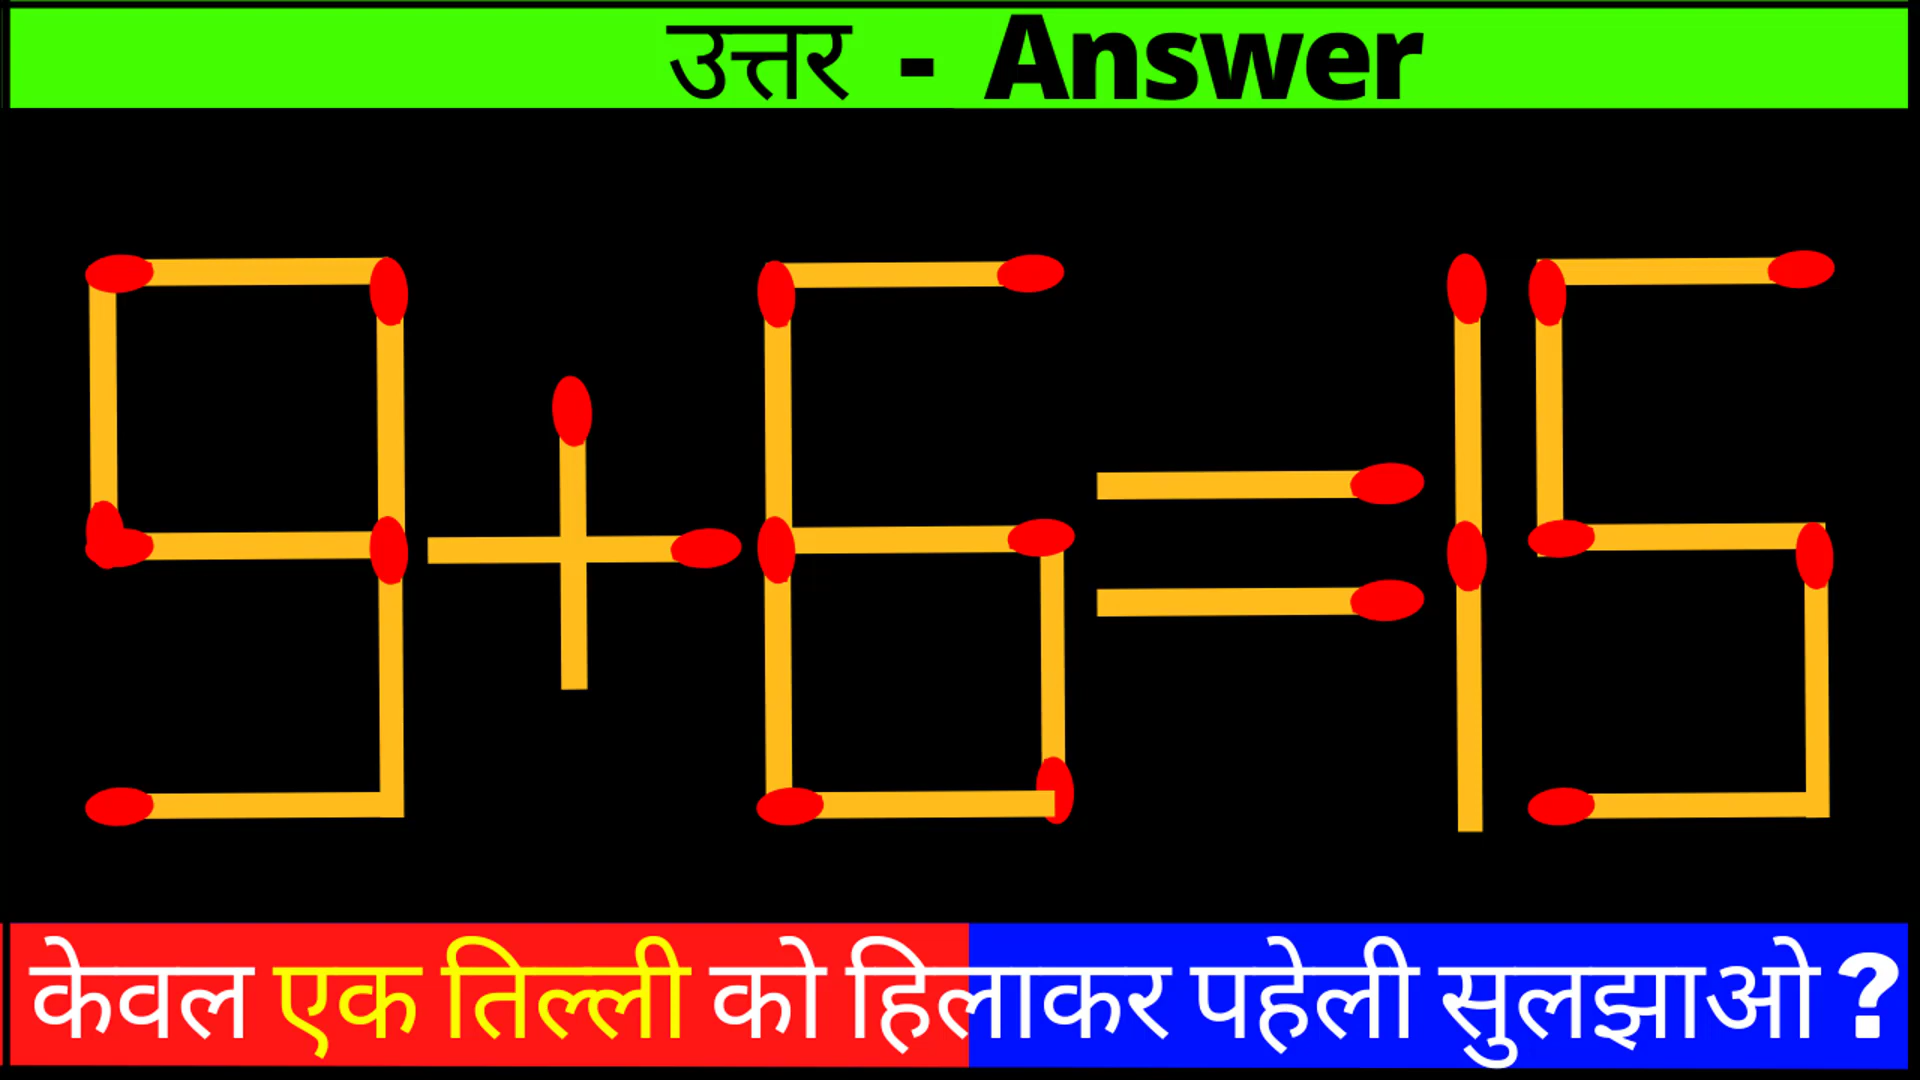 उत्तर - Answer
9+6=15
केवल एक तिल्ली को हिलाकर पहेली सुलझाओ ?